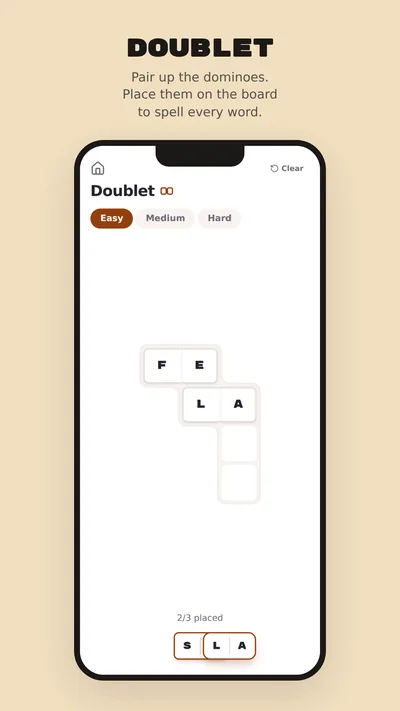 DOUBLET
Pair up the dominoes.
Place them on the board
to spell every word.
Clear
Doublet
Easy Medium Hard
F E
L A
2/3 placed
S L A